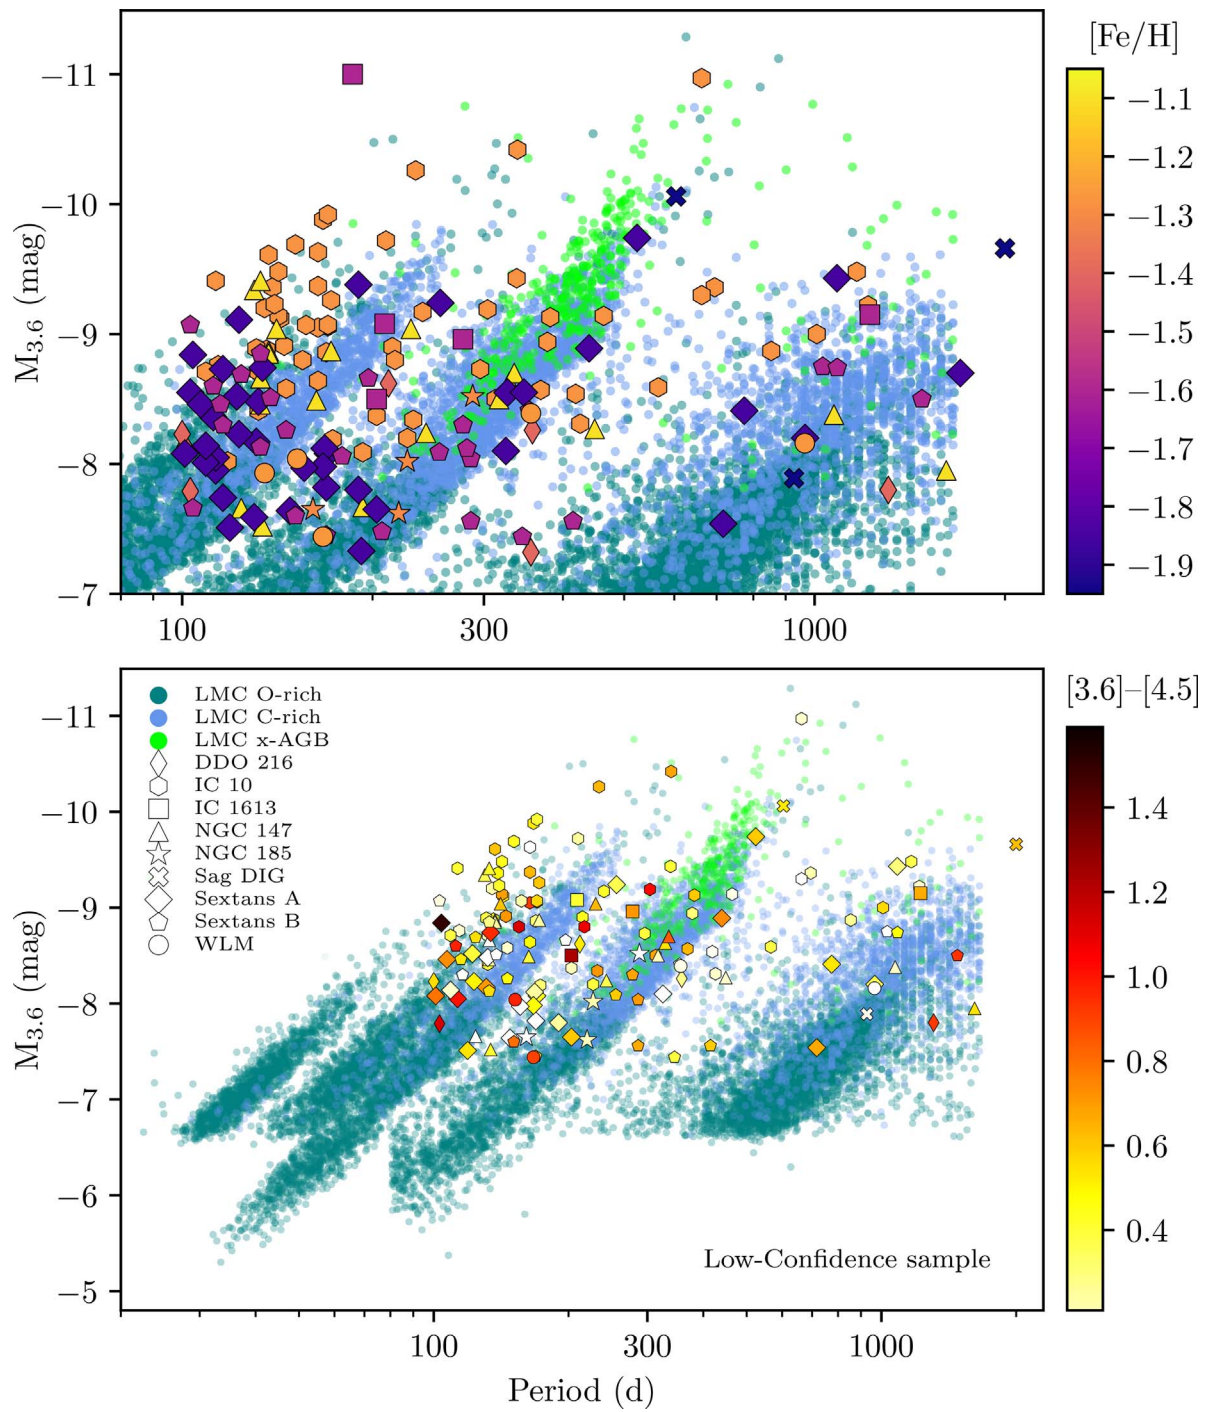 [Fe/H]
−11
−10
−9
−8
−7
M3.6 (mag)
100
300
1000
−1.1
−1.2
−1.3
−1.4
−1.5
−1.6
−1.7
−1.8
−1.9
[3.6]–[4.5]
LMC O-rich
LMC C-rich
LMC x-AGB
DDO 216
IC 10
IC 1613
NGC 147
NGC 185
Sag DIG
Sextans A
Sextans B
WLM
−11
−10
−9
−8
−7
−6
−5
M3.6 (mag)
Low-Confidence sample
100
300
1000
Period (d)
1.4
1.2
1.0
0.8
0.6
0.4